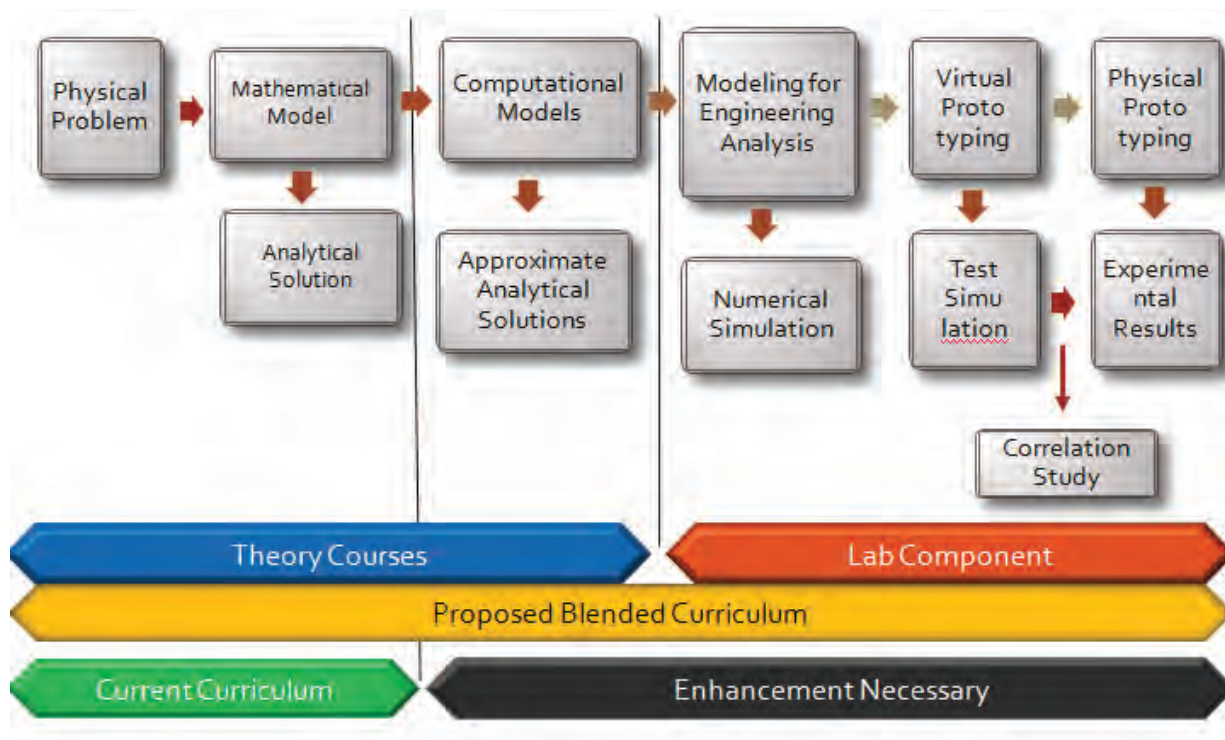 Physical
Problem
Mathematical
Model
Computational
Models
Modeling for
Engineering
Analysis
Virtual
Proto
typing
Physical
Proto
typing
Analytical
Solution
Approximate
Analytical
Solutions
Numerical
Simulation
Test
Simu
lation
Experime
ntal
Results
Correlation
Study
Theory Courses
Lab Component
Proposed Blended Curriculum
Current Curriculum
Enhancement Necessary